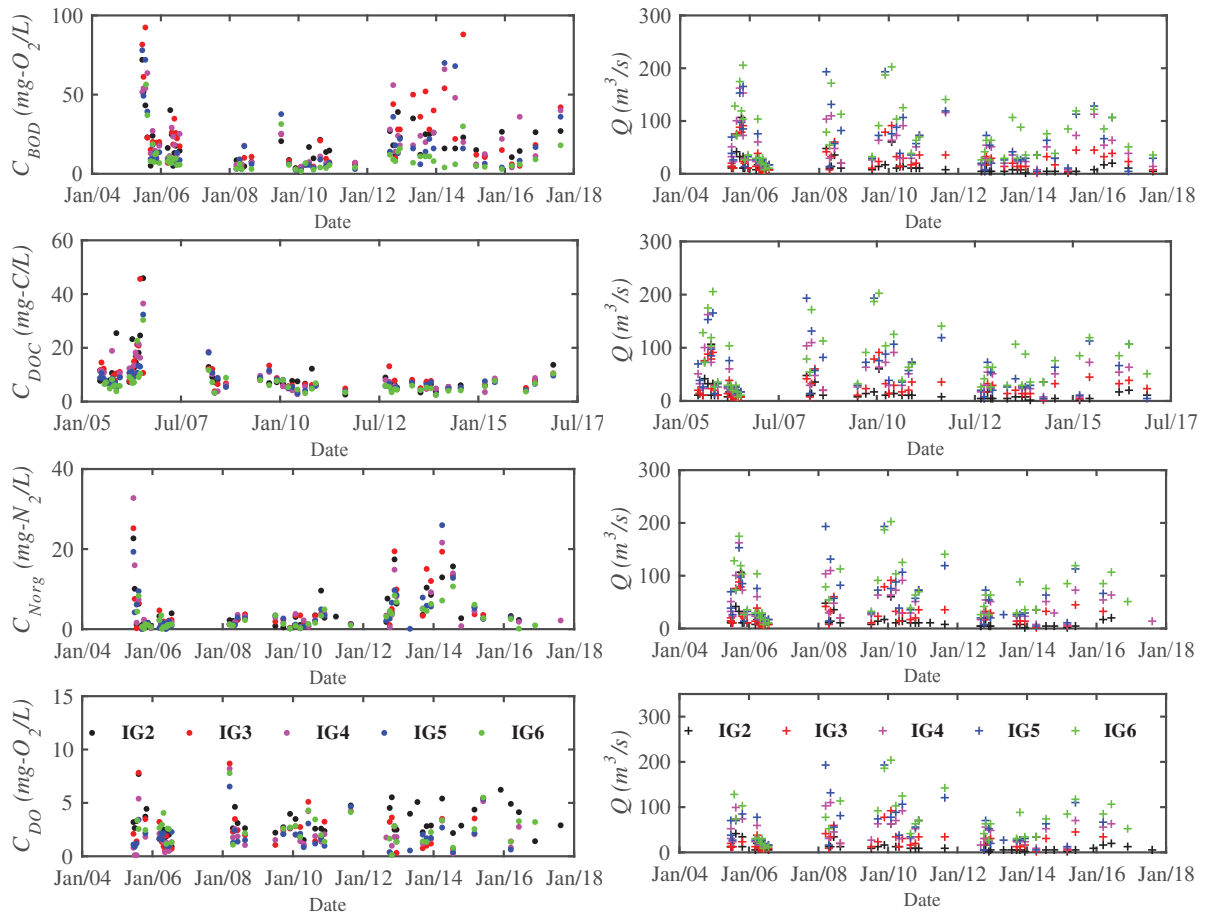 C_BOD (mg-O_2/L)
100
50
0
Jan/04 Jan/06 Jan/08 Jan/10 Jan/12 Jan/14 Jan/16 Jan/18
Date
Q (m^3/s)
300
200
100
0
Jan/04 Jan/06 Jan/08 Jan/10 Jan/12 Jan/14 Jan/16 Jan/18
Date
C_DOC (mg-C/L)
60
40
20
0
Jan/05 Jul/07 Jan/10 Jul/12 Jan/15 Jul/17
Date
Q (m^3/s)
300
200
100
0
Jan/05 Jul/07 Jan/10 Jul/12 Jan/15 Jul/17
Date
C_Norg (mg-N_2/L)
40
20
0
Jan/04 Jan/06 Jan/08 Jan/10 Jan/12 Jan/14 Jan/16 Jan/18
Date
Q (m^3/s)
300
200
100
0
Jan/04 Jan/06 Jan/08 Jan/10 Jan/12 Jan/14 Jan/16 Jan/18
Date
C_DO (mg-O_2/L)
15
10
5
0
IG2 IG3 IG4 IG5 IG6
Jan/04 Jan/06 Jan/08 Jan/10 Jan/12 Jan/14 Jan/16 Jan/18
Date
Q (m^3/s)
300
200
100
0
IG2 IG3 IG4 IG5 IG6
Jan/04 Jan/06 Jan/08 Jan/10 Jan/12 Jan/14 Jan/16 Jan/18
Date